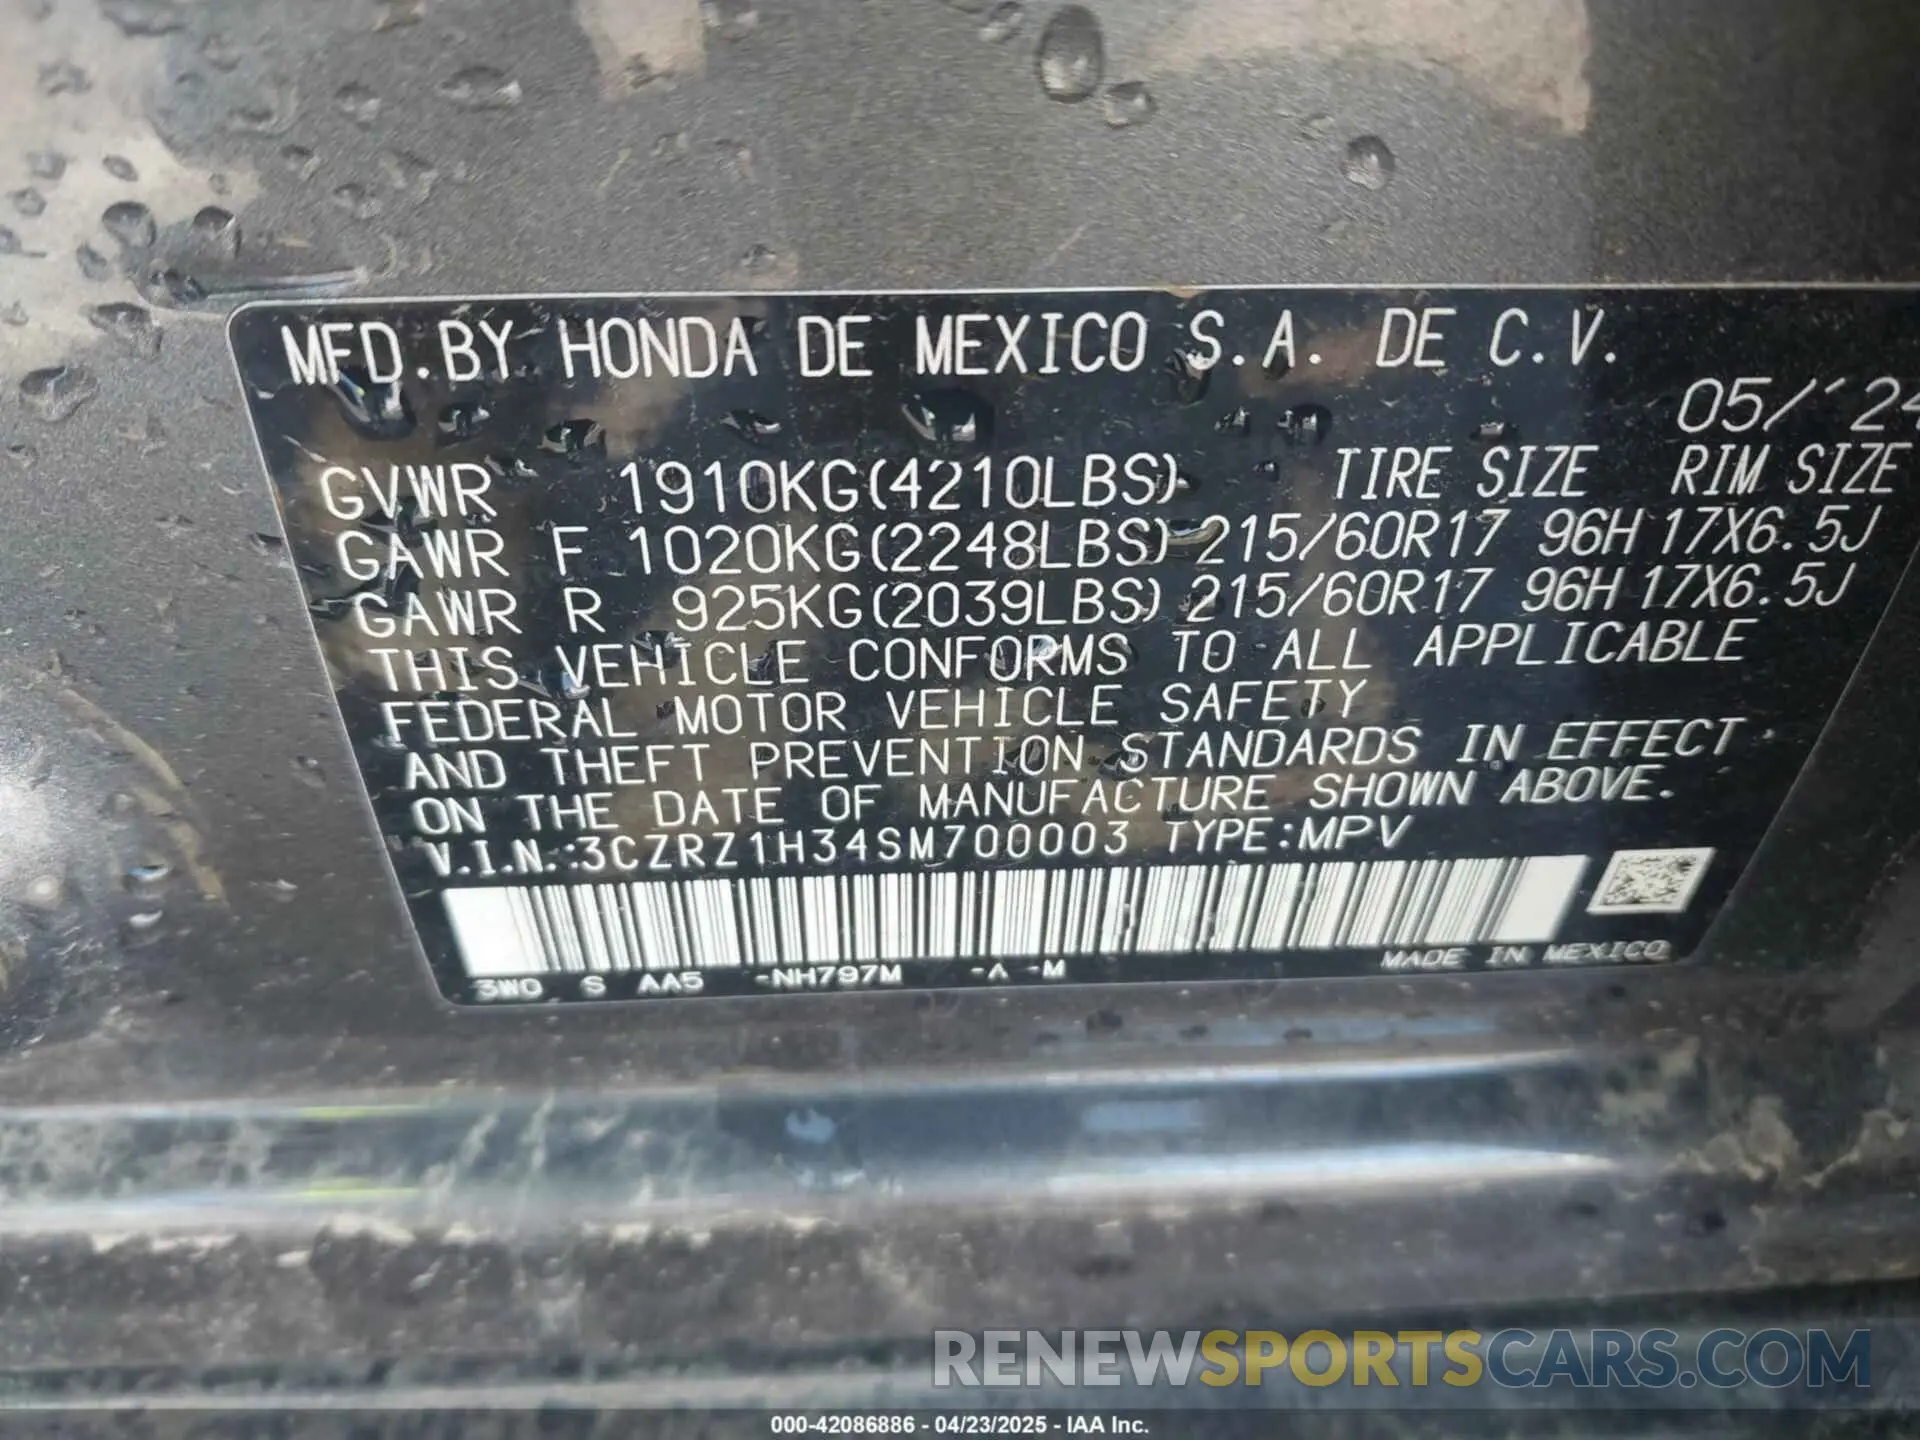 MFD.BY HONDA DE MEXICO S.A. DE C.V.
05/'24
GVWR 1910KG(4210LBS) TIRE SIZE RIM SIZE
GAWR F 1020KG(2248LBS) 215/60R17 96H 17X6.5J
GAWR R 925KG(2039LBS) 215/60R17 96H 17X6.5J
THIS VEHICLE CONFORMS TO ALL APPLICABLE
FEDERAL MOTOR VEHICLE SAFETY
AND THEFT PREVENTION STANDARDS IN EFFECT
ON THE DATE OF MANUFACTURE SHOWN ABOVE.
V.I.N.:3CZRZ1H34SM700003 TYPE:MPV
MADE IN MEXICO
3W0 S AA5 -NH797M -A -M
RENEWSPORTSCARS.COM
000-42086886 - 04/23/2025 - IAA Inc.